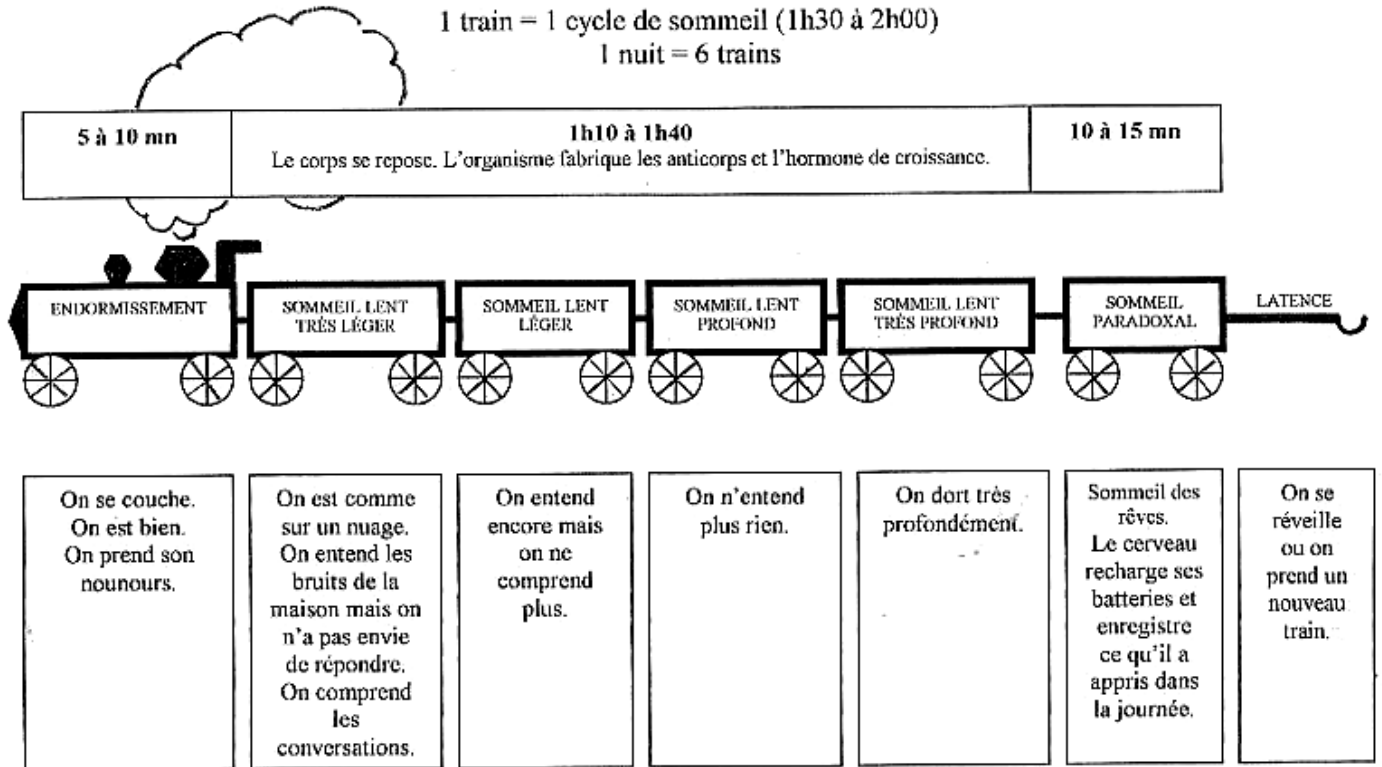 1 train = 1 cycle de sommeil (1h30 à 2h00)
1 nuit = 6 trains
5 à 10 mn
1h10 à 1h40
Le corps se repose. L'organisme fabrique les anticorps et l'hormone de croissance.
10 à 15 mn
ENDORMISSEMENT
SOMMEIL LENT
TRÈS LÉGER
SOMMEIL LENT
LÉGER
SOMMEIL LENT
PROFOND
SOMMEIL LENT
TRÈS PROFOND
SOMMEIL
PARADOXAL
LATENCE
On se couche.
On est bien.
On prend son
nounours.
On est comme
sur un nuage.
On entend les
bruits de la
maison mais on
n'a pas envie
de répondre.
On comprend
les
conversations.
On entend
encore mais
on ne
comprend
plus.
On n'entend
plus rien.
On dort très
profondément.
Sommeil des
rêves.
Le cerveau
recharge ses
batteries et
enregistre
ce qu'il a
appris dans
la journée.
On se
réveille
ou on
prend un
nouveau
train.